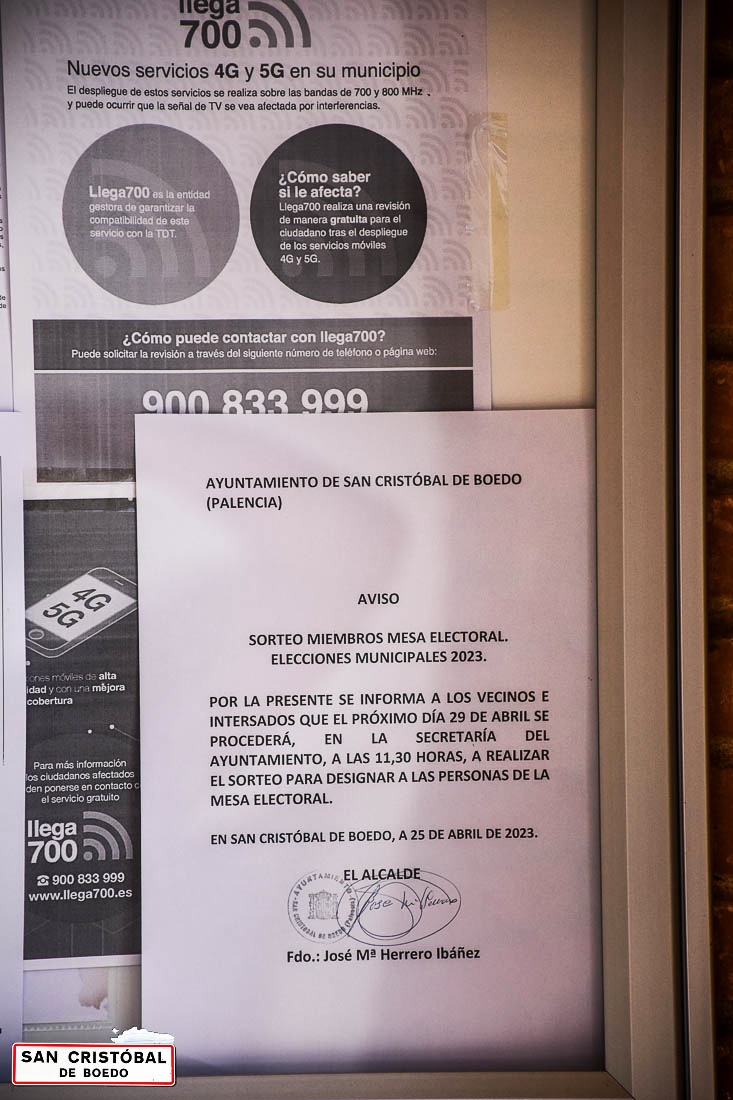 llega
700
Nuevos servicios 4G y 5G en su municipio
El despliegue de estos servicios se realiza sobre las bandas de 700 y 800 MHz
y puede ocurrir que la señal de TV se vea afectada por interferencias.
Llega700 es la entidad
gestora de garantizar la
compatibilidad de este
servicio con la TDT.
¿Cómo saber
si le afecta?
Llega700 realiza una revisión
de manera gratuita para el
ciudadano tras el despliegue
de los servicios móviles
4G y 5G.
¿Cómo puede contactar con llega700?
Puede solicitar la revisión a través del siguiente número de teléfono o página web:
900 833 999
4G
5G
ones móviles de alta
idad y con una mejora
cobertura
Para más información
los ciudadanos afectados
den ponerse en contacto c
el servicio gratuito
llega
700
900 833 999
www.llega700.es
AYUNTAMIENTO DE SAN CRISTÓBAL DE BOEDO
(PALENCIA)
AVISO
SORTEO MIEMBROS MESA ELECTORAL.
ELECCIONES MUNICIPALES 2023.
POR LA PRESENTE SE INFORMA A LOS VECINOS E
INTERSADOS QUE EL PRÓXIMO DÍA 29 DE ABRIL SE
PROCEDERÁ, EN LA SECRETARÍA DEL
AYUNTAMIENTO, A LAS 11,30 HORAS, A REALIZAR
EL SORTEO PARA DESIGNAR A LAS PERSONAS DE LA
MESA ELECTORAL.
EN SAN CRISTÓBAL DE BOEDO, A 25 DE ABRIL DE 2023.
EL ALCALDE
AYUNTAMIENTO
SAN CRISTOBAL DE BOEDO (Palencia)
Fdo.: José Mª Herrero Ibáñez
SAN CRISTÓBAL
DE BOEDO